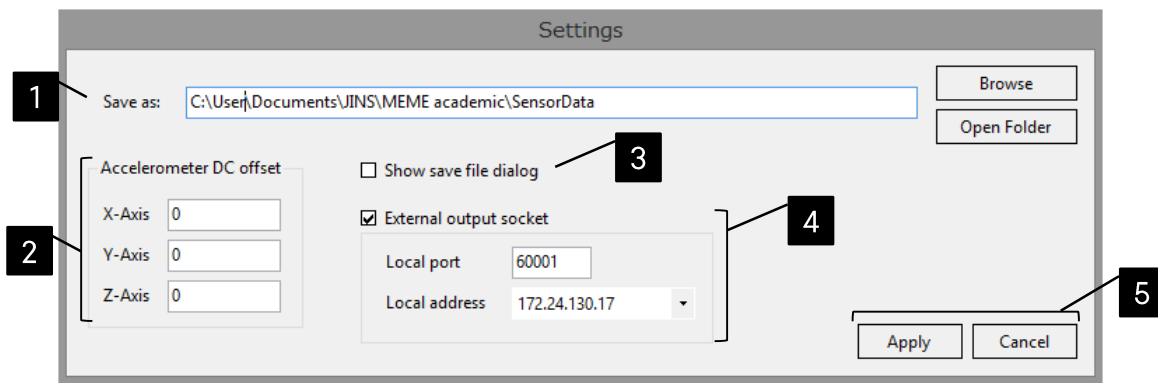 Settings
1
Save as:
C:\User\Documents\JINS\MEME academic\SensorData
Browse
Open Folder
2
Accelerometer DC offset
X-Axis 0
Y-Axis 0
Z-Axis 0
Show save file dialog
3
External output socket
Local port 60001
Local address 172.24.130.17
4
5
Apply
Cancel